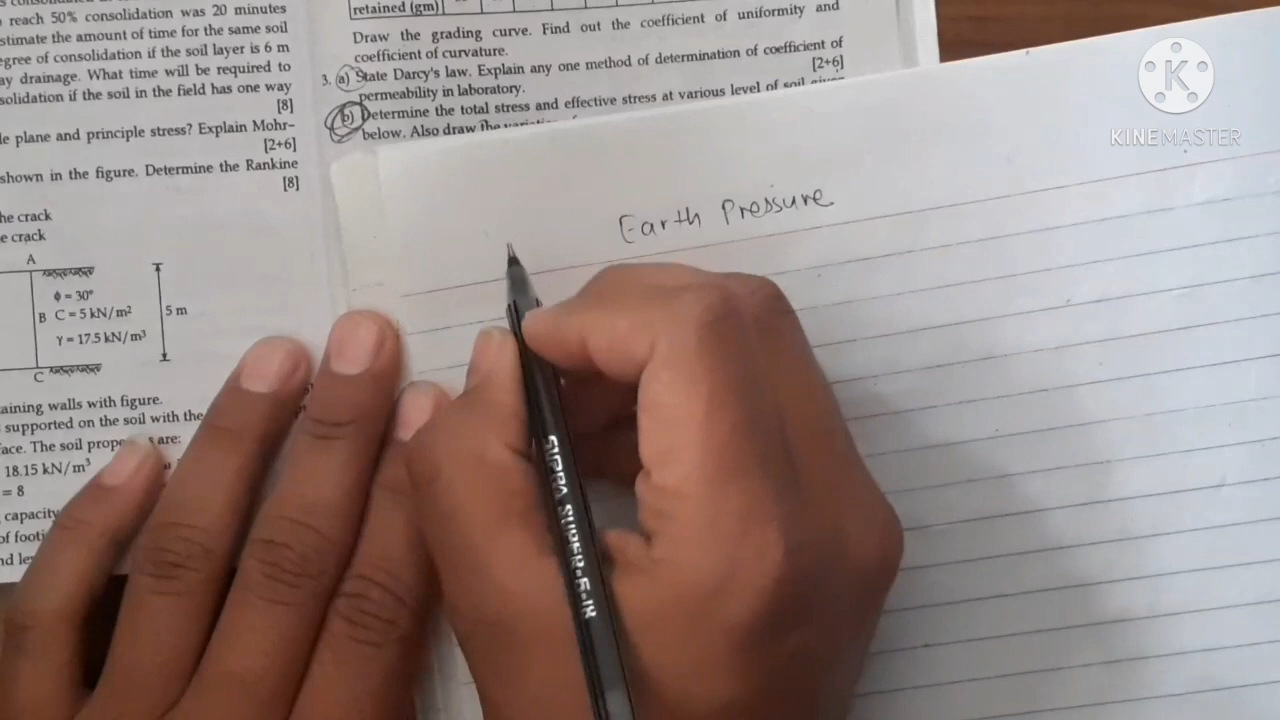 reach 50% consolidation was 20 minutes
stimate the amount of time for the same soil
egree of consolidation if the soil layer is 6 m
ay drainage. What time will be required to
solidation if the soil in the field has one way
[8]
le plane and principle stress? Explain Mohr–
[2+6]
shown in the figure. Determine the Rankine
[8]
he crack
e crack
A
ϕ = 30°
B C = 5 kN/m²
5 m
γ = 17.5 kN/m³
C
aining walls with figure.
supported on the soil with the
face. The soil prope s are:
18.15 kN/m³
= 8
capacity
of footi
nd le
retained (gm)
Draw the grading curve. Find out the coefficient of uniformity and
coefficient of curvature.
3. a) State Darcy's law. Explain any one method of determination of coefficient of
permeability in laboratory.
[2+6]
b) Determine the total stress and effective stress at various level of soil given
below. Also draw the
Earth Pressure
SUPRA SUPER-5-1X
K
KINEMASTER